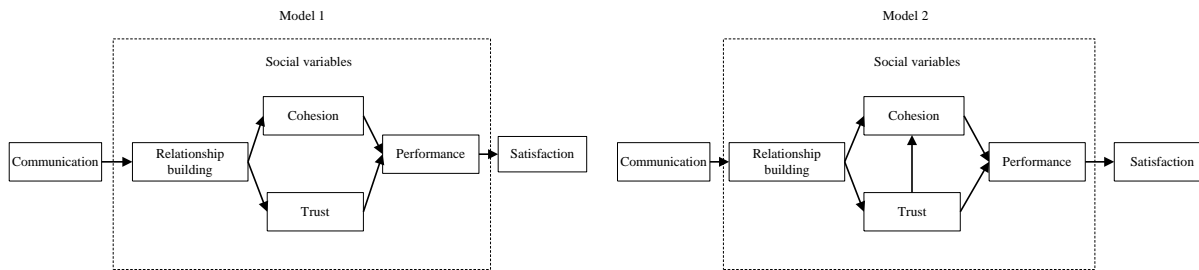 Model 1
Social variables
Cohesion
Communication
Relationship
building
Performance
Satisfaction
Trust
Model 2
Social variables
Cohesion
Communication
Relationship
building
Performance
Satisfaction
Trust